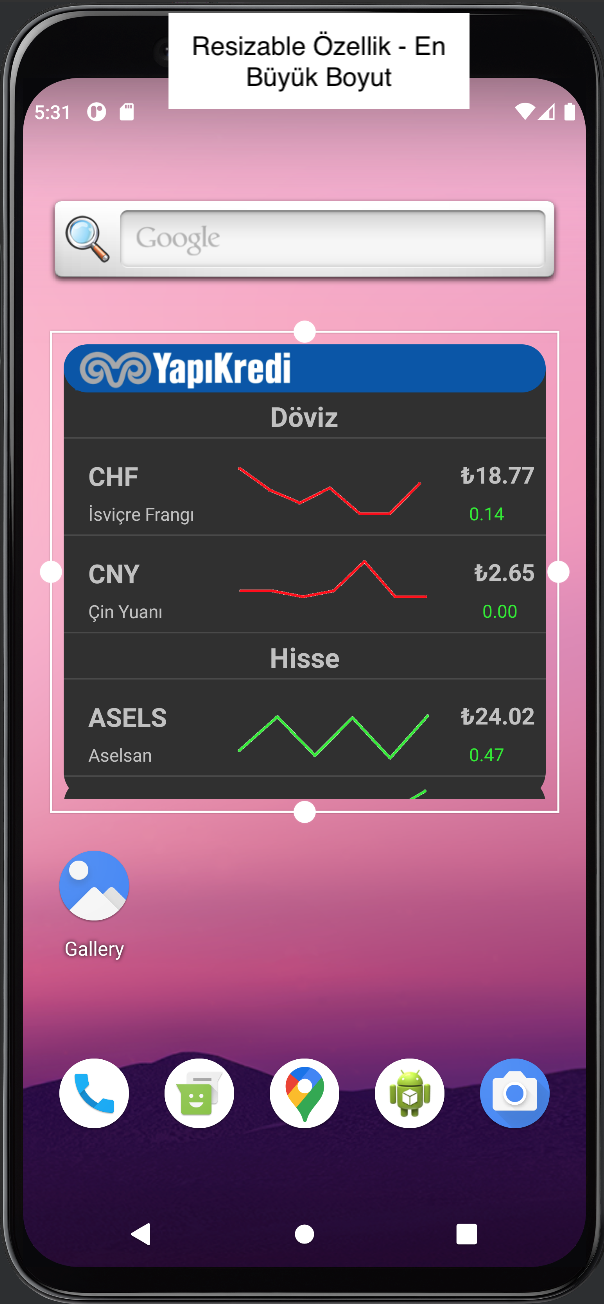 Resizable Özellik - En
Büyük Boyut
5:31
Google
YapıKredi
Döviz
CHF
₺18.77
İsviçre Frangı
0.14
CNY
₺2.65
Çin Yuanı
0.00
Hisse
ASELS
₺24.02
Aselsan
0.47
Gallery